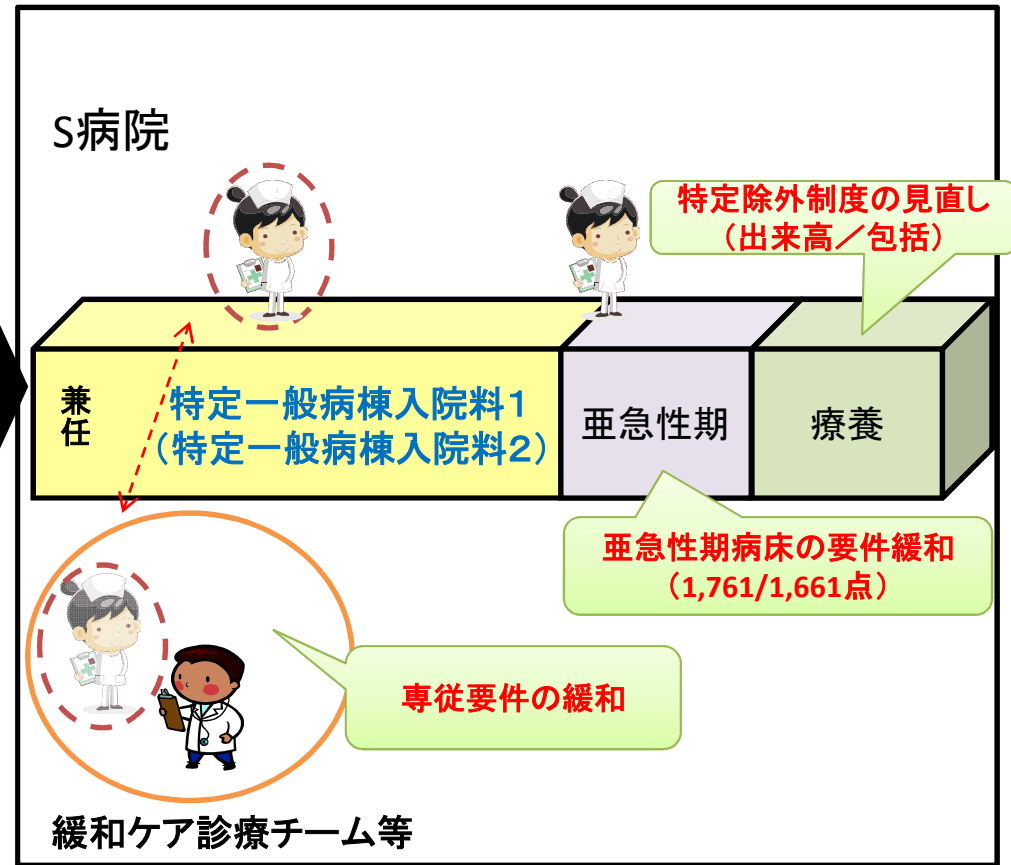 S病院
特定除外制度の見直し
（出来高／包括）
兼任
特定一般病棟入院料1
（特定一般病棟入院料2）
亜急性期
療養
亜急性期病床の要件緩和
（1,761/1,661点）
専従要件の緩和
緩和ケア診療チーム等